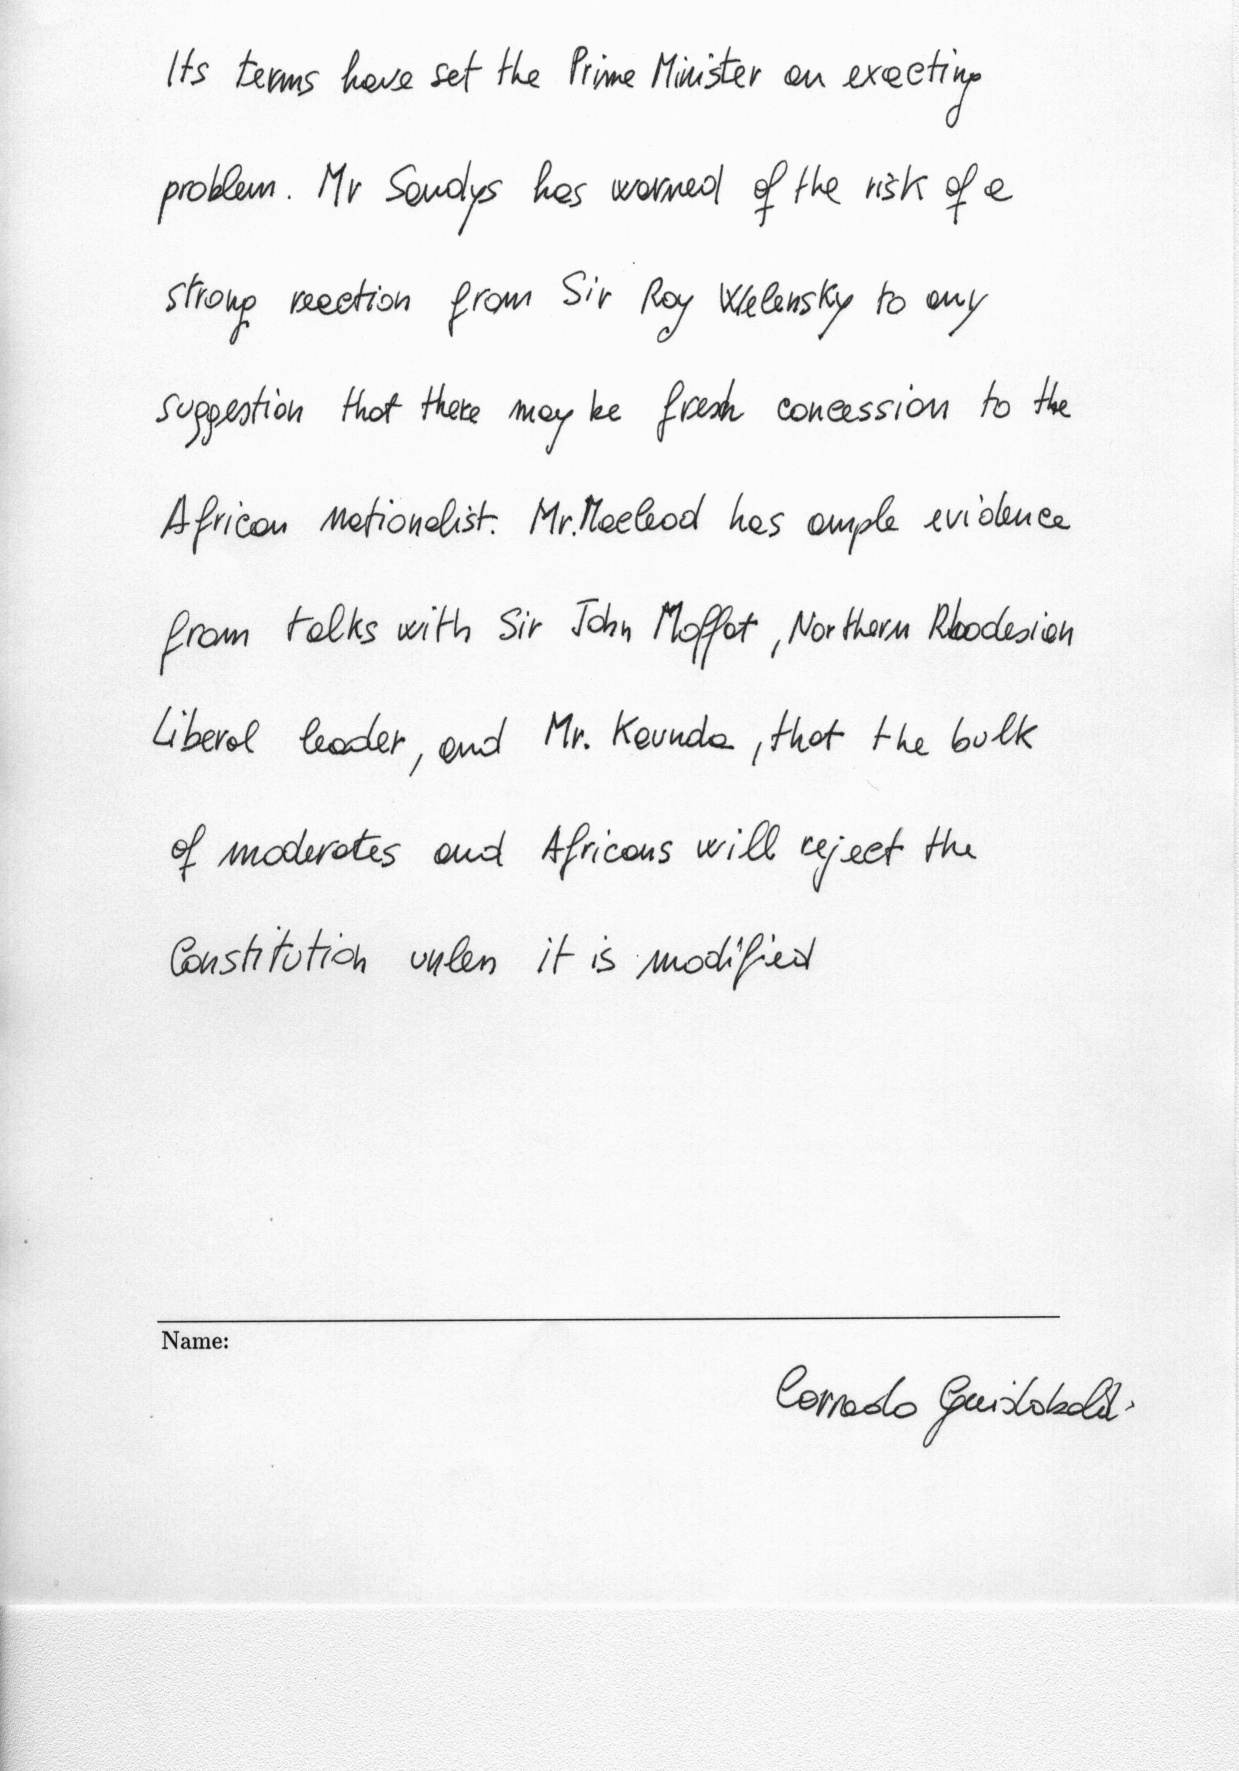 Its terms have set the Prime Minister an exacting
problem. Mr Sandys has warned of the risk of a
strong reaction from Sir Roy Welensky to any
suggestion that there may be fresh concession to the
African nationalist. Mr. Macleod has ample evidence
from talks with Sir John Moffat, Northern Rhodesian
Liberal leader, and Mr. Kaunda, that the bulk
of moderates and Africans will reject the
Constitution unless it is modified
Name:
Corrado Guidobaldi